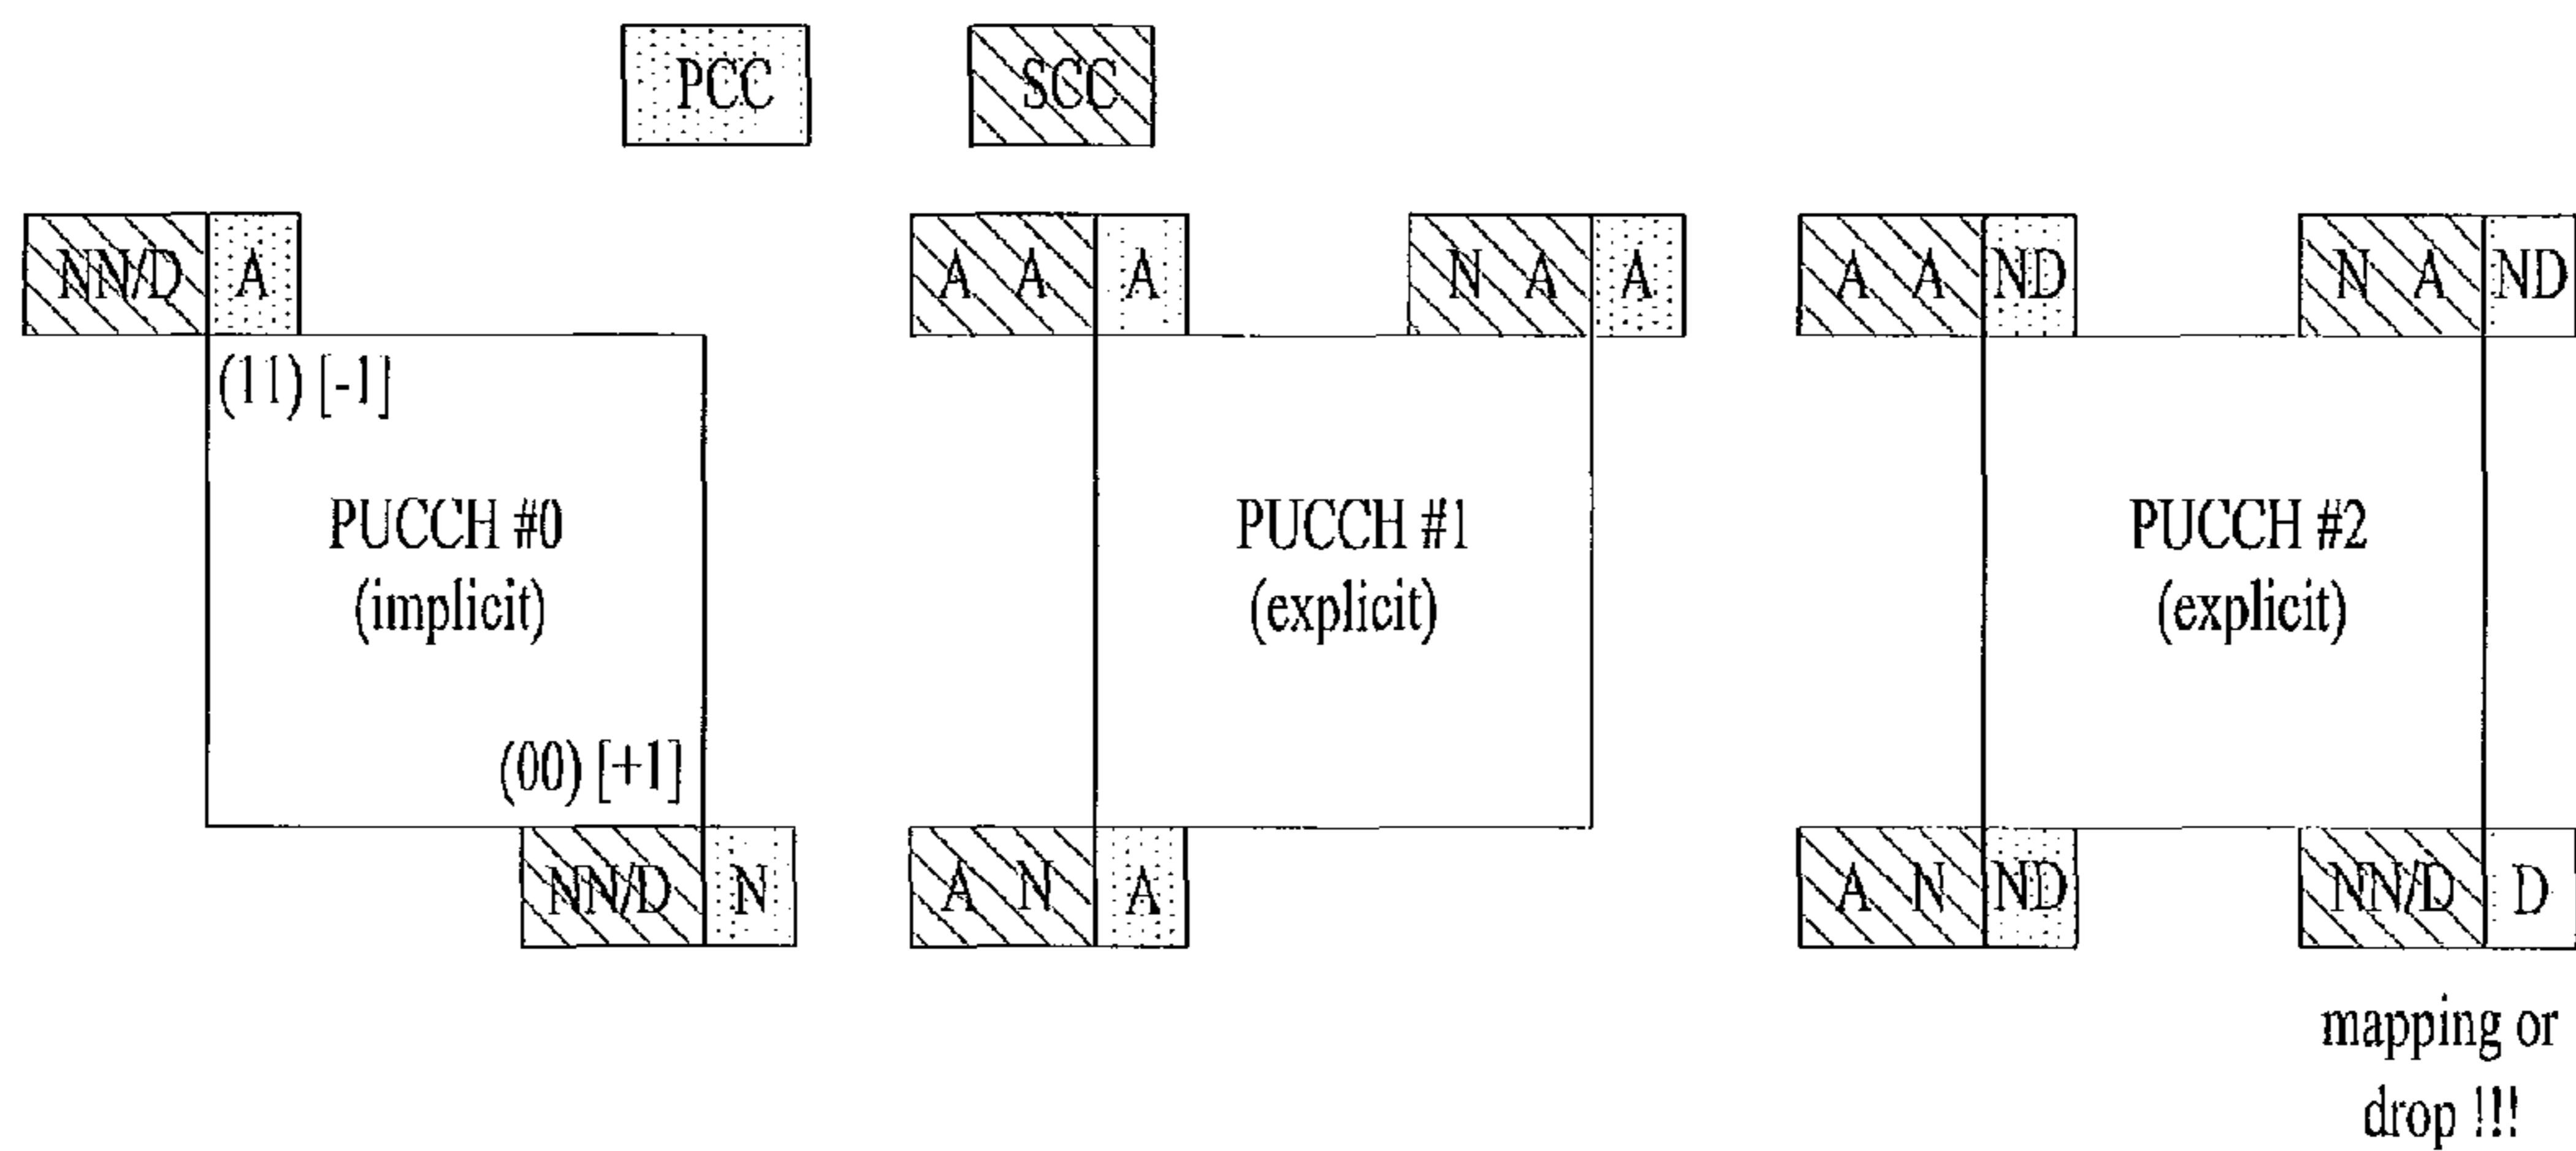 PCC SCC
NN/D A A A A N A A A A ND N A ND
(11) [-1]
PUCCH #0 PUCCH #1 PUCCH #2
(implicit) (explicit) (explicit)
(00) [+1]
NN/D N A N A A N ND NN/D D
mapping or
drop !!!